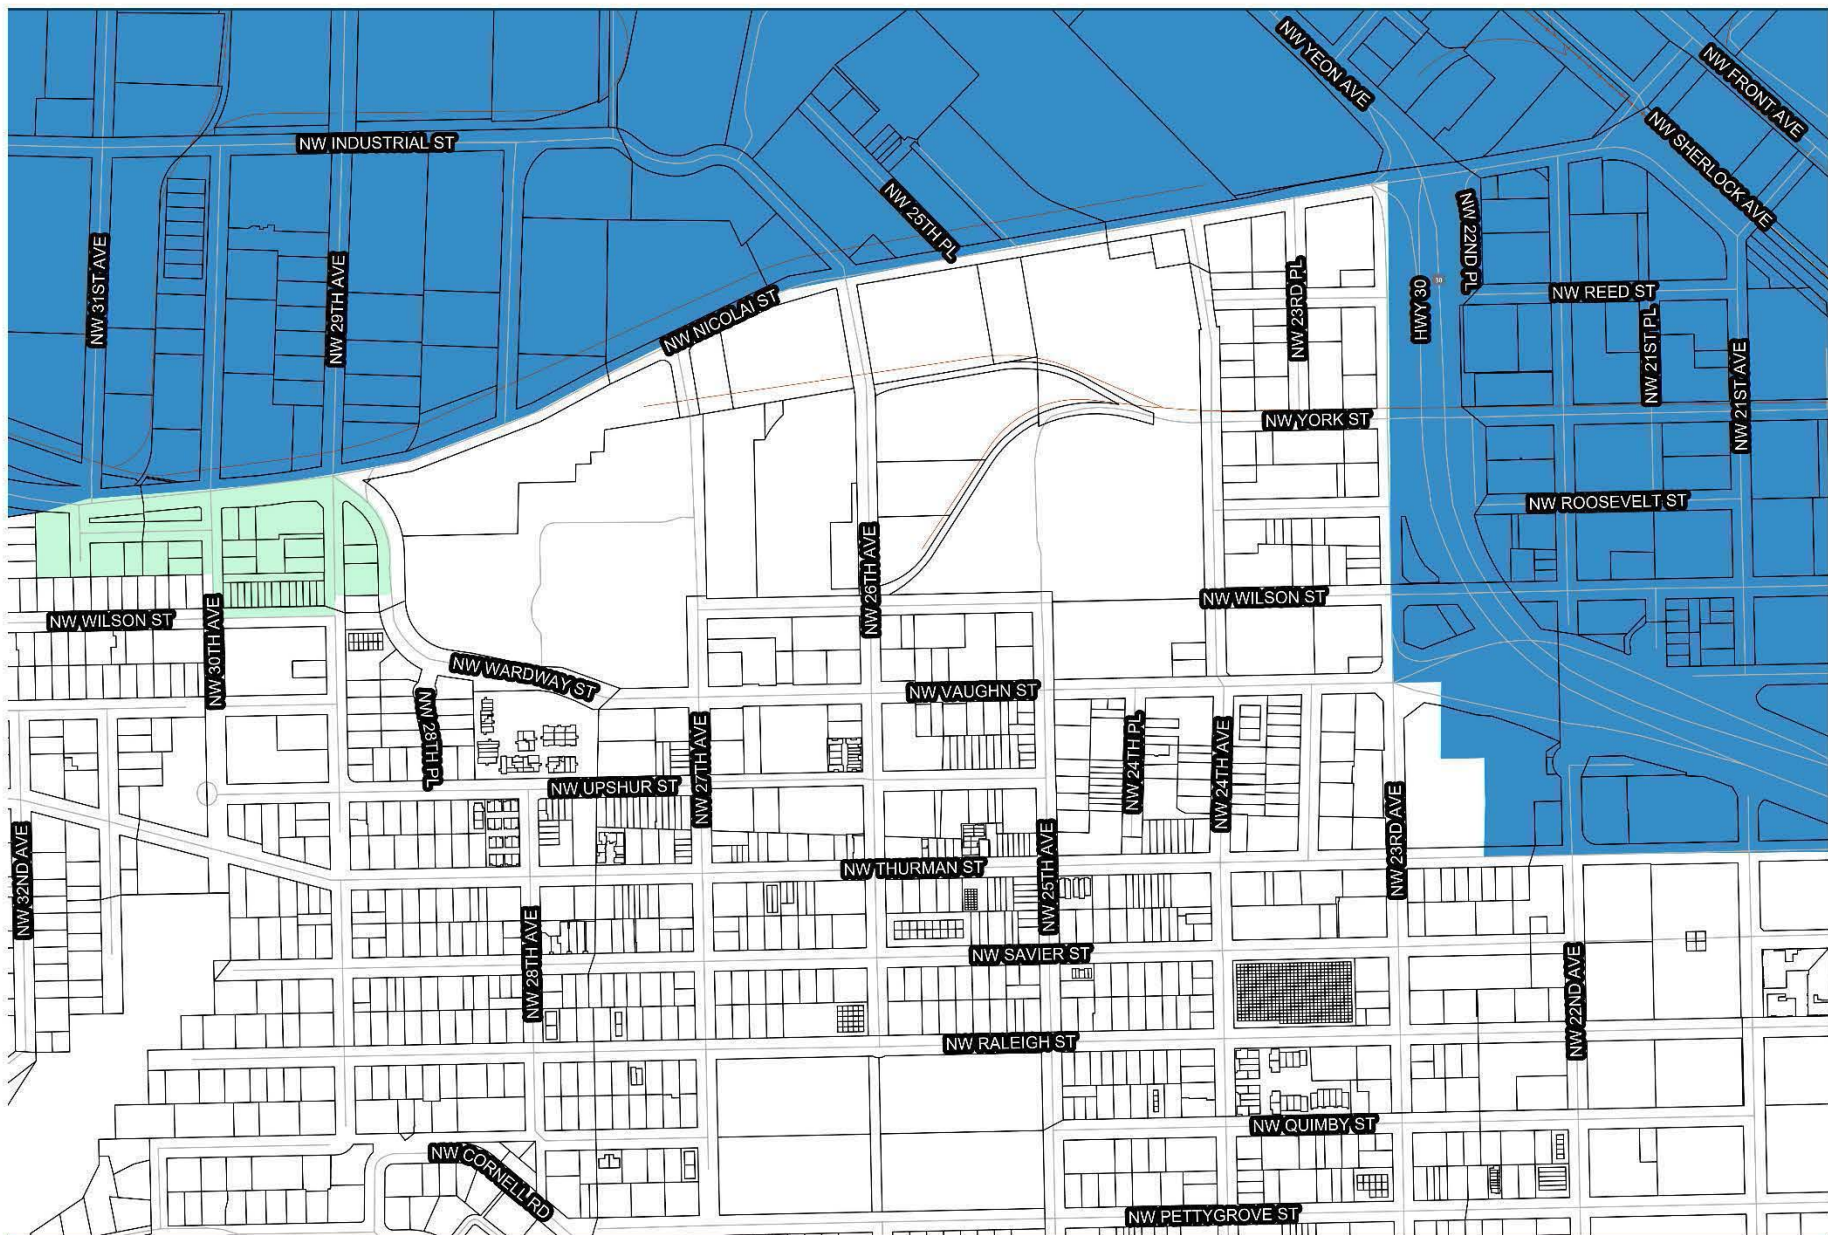 NW YEON AVE
NW FRONT AVE
NW INDUSTRIAL ST
NW SHERLOCK AVE
NW 25TH PL
NW 22ND PL
NW 31ST AVE
NW 29TH AVE
NW NICOLAI ST
NW 23RD PL
HWY 30
30
NW REED ST
NW 21ST PL
NW 21ST AVE
NW YORK ST
NW ROOSEVELT ST
NW 26TH AVE
NW WILSON ST
NW WILSON ST
NW 30TH AVE
NW WARDWAY ST
NW VAUGHN ST
NW 28TH PL
NW 27TH AVE
NW 24TH PL
NW 24TH AVE
NW UPSHUR ST
NW 23RD AVE
NW 32ND AVE
NW THURMAN ST
NW 25TH AVE
NW 28TH AVE
NW SAVIER ST
NW 22ND AVE
NW RALEIGH ST
NW QUIMBY ST
NW CORNELL RD
NW PETTYGROVE ST